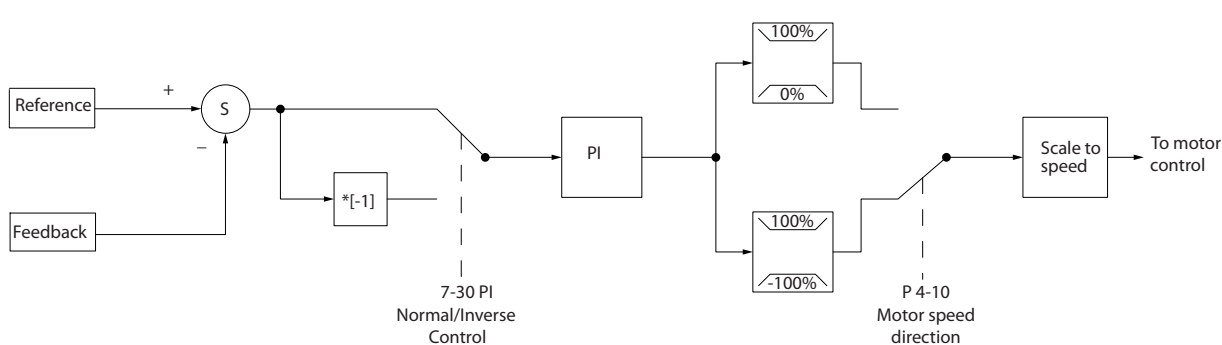 Reference
+
S
–
Feedback
*[-1]
7-30 PI
Normal/Inverse
Control
PI
100%
0%
100%
-100%
P 4-10
Motor speed
direction
Scale to
speed
To motor
control